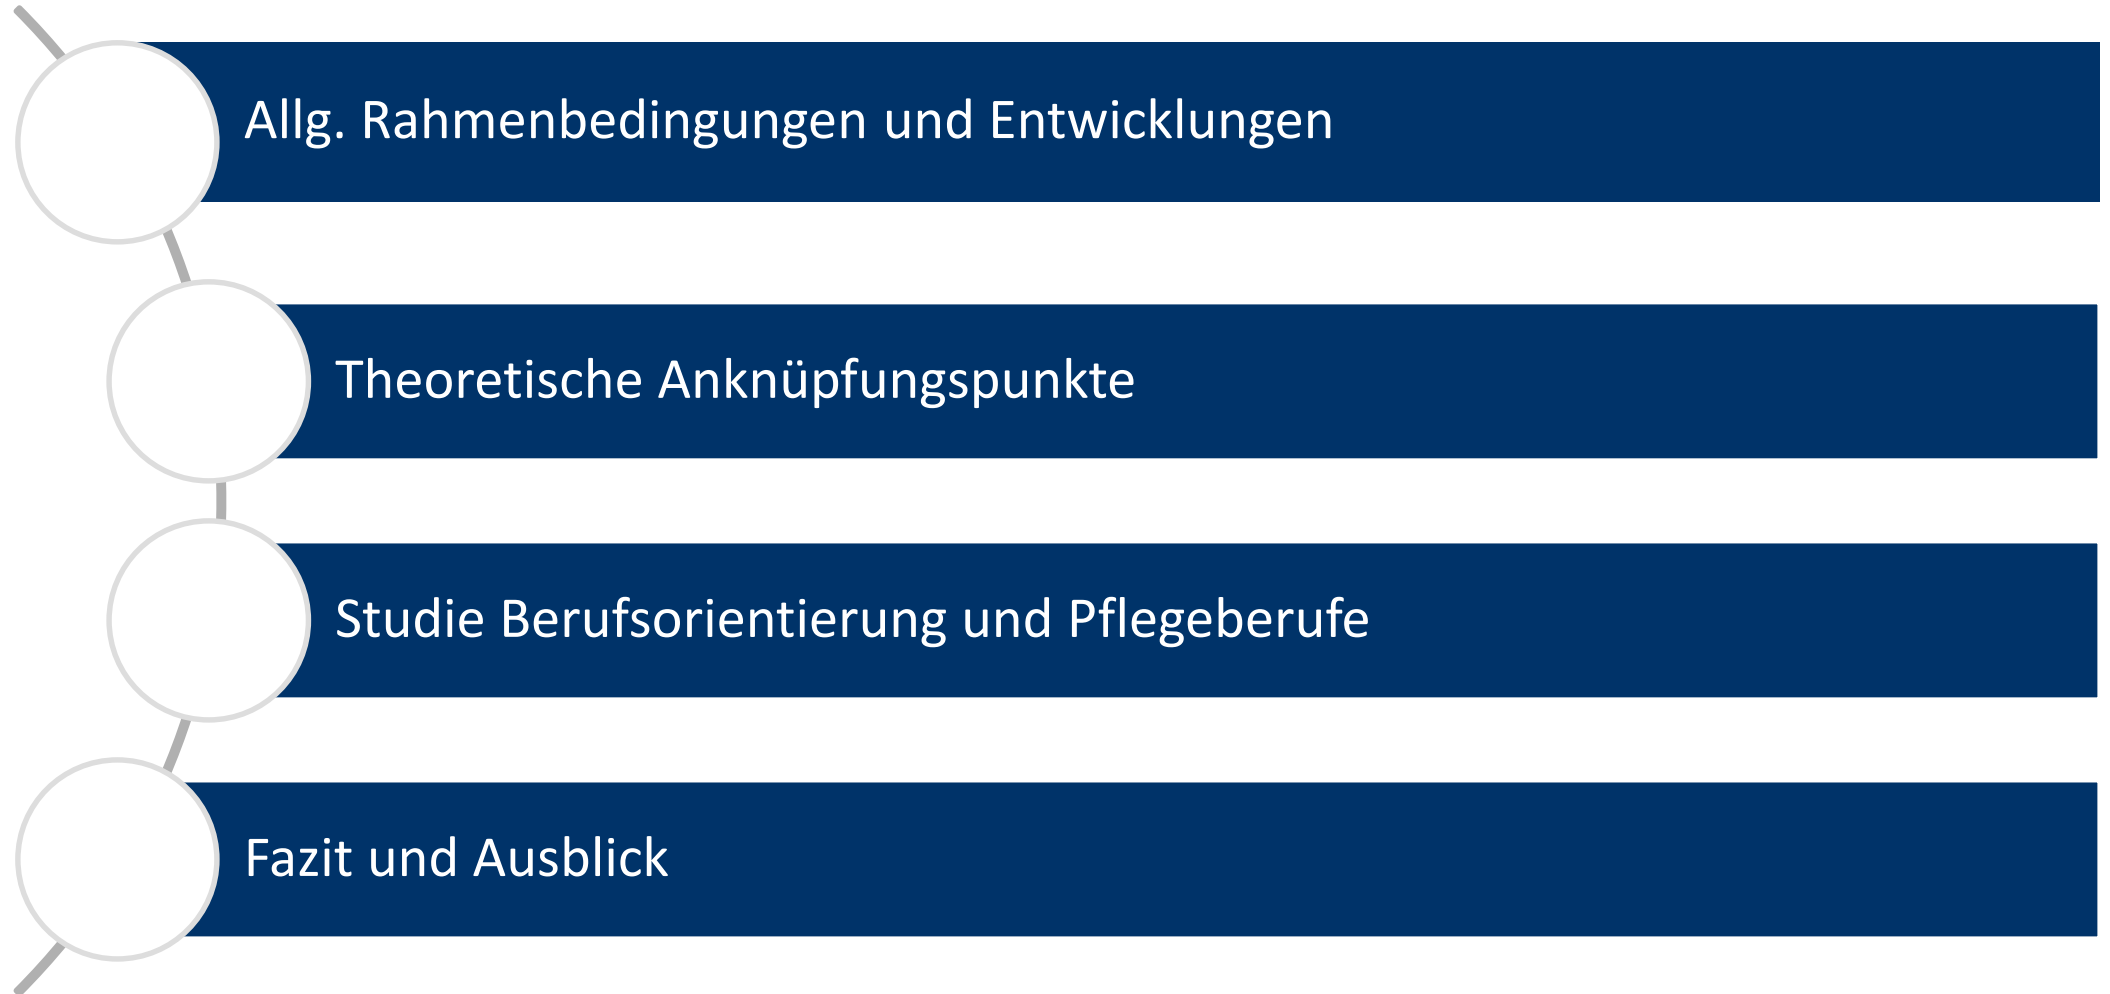 Allg. Rahmenbedingungen und Entwicklungen
Theoretische Anknüpfungspunkte
Studie Berufsorientierung und Pflegeberufe
Fazit und Ausblick